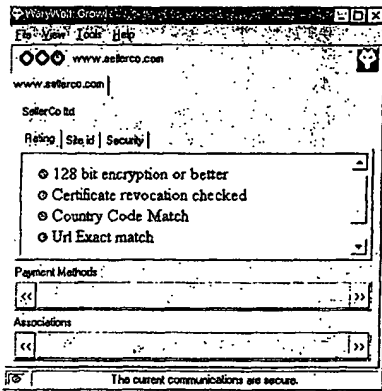 WaryWolf: Growl
File View Tools Help
www.sellerco.com
www.sellerco.com
SellerCo ltd
Rating Site id Security
128 bit encryption or better
Certificate revocation checked
Country Code Match
Url Exact match
Payment Methods
<< >>
Associations
<< >>
The current communications are secure.